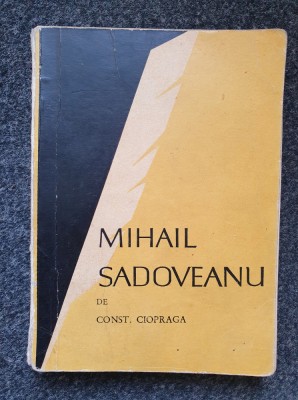 MIHAIL
SADOVEANU
DE
CONST. CIOPRAGA